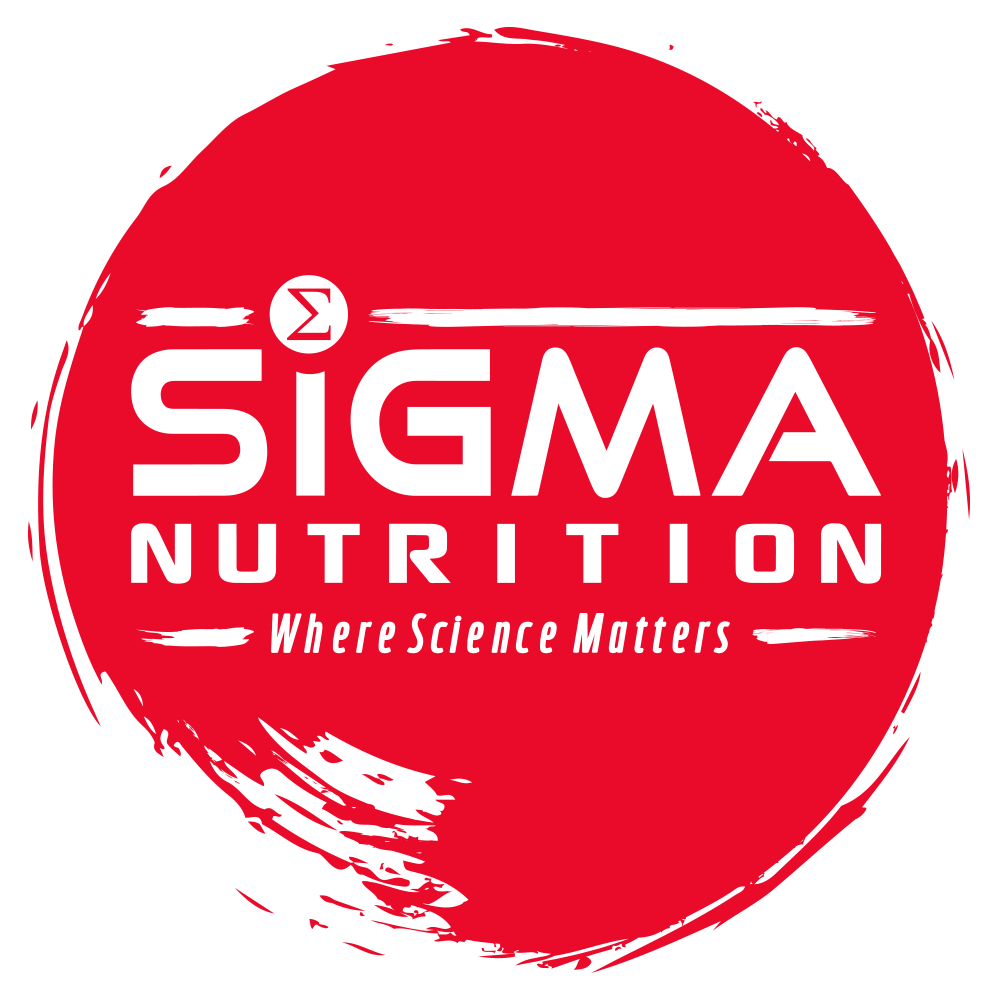 Σ
SiGMA
NUTRITION
Where Science Matters